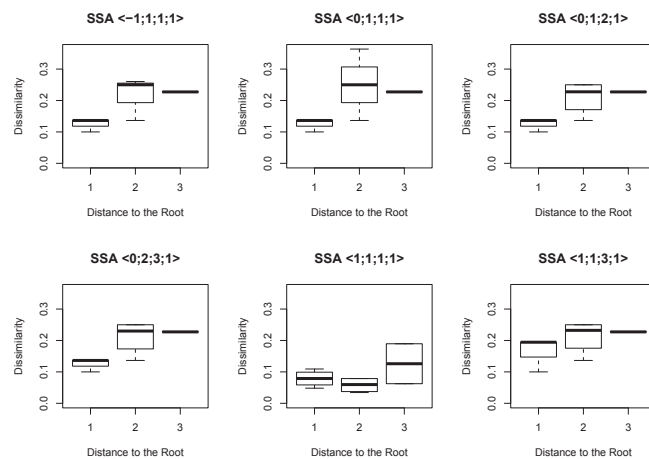 SSA <−1;1;1;1>
SSA <0;1;1;1>
SSA <0;1;2;1>
Dissimilarity
0.0 0.1 0.2 0.3
1 2 3
Distance to the Root
Dissimilarity
0.0 0.1 0.2 0.3
1 2 3
Distance to the Root
Dissimilarity
0.0 0.1 0.2 0.3
1 2 3
Distance to the Root
SSA <0;2;3;1>
SSA <1;1;1;1>
SSA <1;1;3;1>
Dissimilarity
0.0 0.1 0.2 0.3
1 2 3
Distance to the Root
Dissimilarity
0.0 0.1 0.2 0.3
1 2 3
Distance to the Root
Dissimilarity
0.0 0.1 0.2 0.3
1 2 3
Distance to the Root